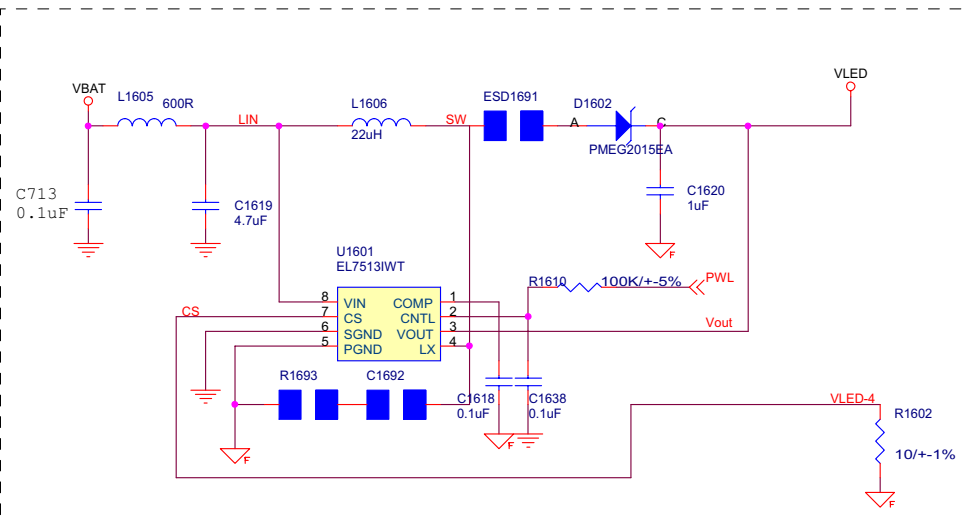 VLED
VBAT
L1605
600R
LIN
L1606
22uH
SW
ESD1691
D1602
A
C
PMEG2015EA
C713
0.1uF
C1619
4.7uF
C1620
1uF
F
U1601
EL7513IWT
R1610
100K/+-5%
PWL
8
VIN
COMP
1
CS
7
CS
CNTL
2
6
SGND
VOUT
3
Vout
5
PGND
LX
4
R1693
C1692
C1618
0.1uF
C1638
0.1uF
VLED-4
R1602
10/+-1%
F
F
F